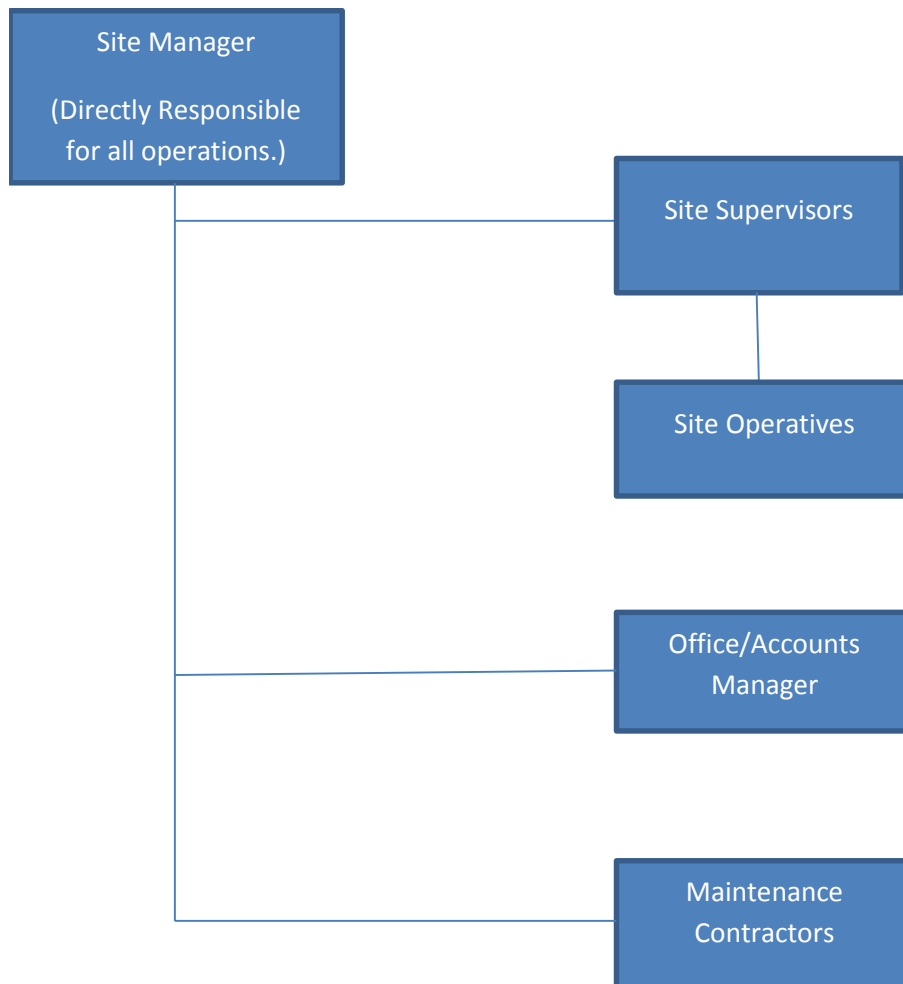 Site Manager
(Directly Responsible
for all operations.)
Site Supervisors
Site Operatives
Office/Accounts
Manager
Maintenance
Contractors